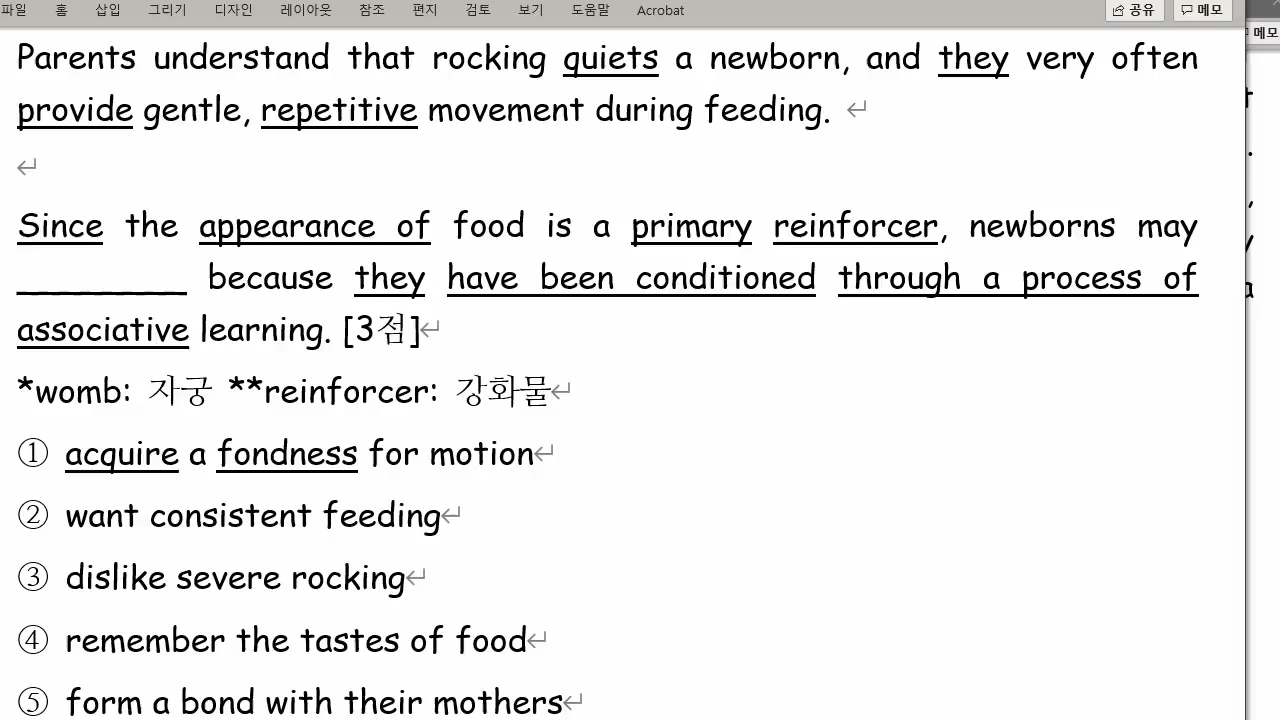 파일 홈 삽입 그리기 디자인 레이아웃 참조 편지 검토 보기 도움말 Acrobat 공유 메모
메모
Parents understand that rocking quiets a newborn, and they very often
provide gentle, repetitive movement during feeding.
Since the appearance of food is a primary reinforcer, newborns may
__________ because they have been conditioned through a process of
associative learning. [3점]
*womb: 자궁 **reinforcer: 강화물
① acquire a fondness for motion
② want consistent feeding
③ dislike severe rocking
④ remember the tastes of food
⑤ form a bond with their mothers